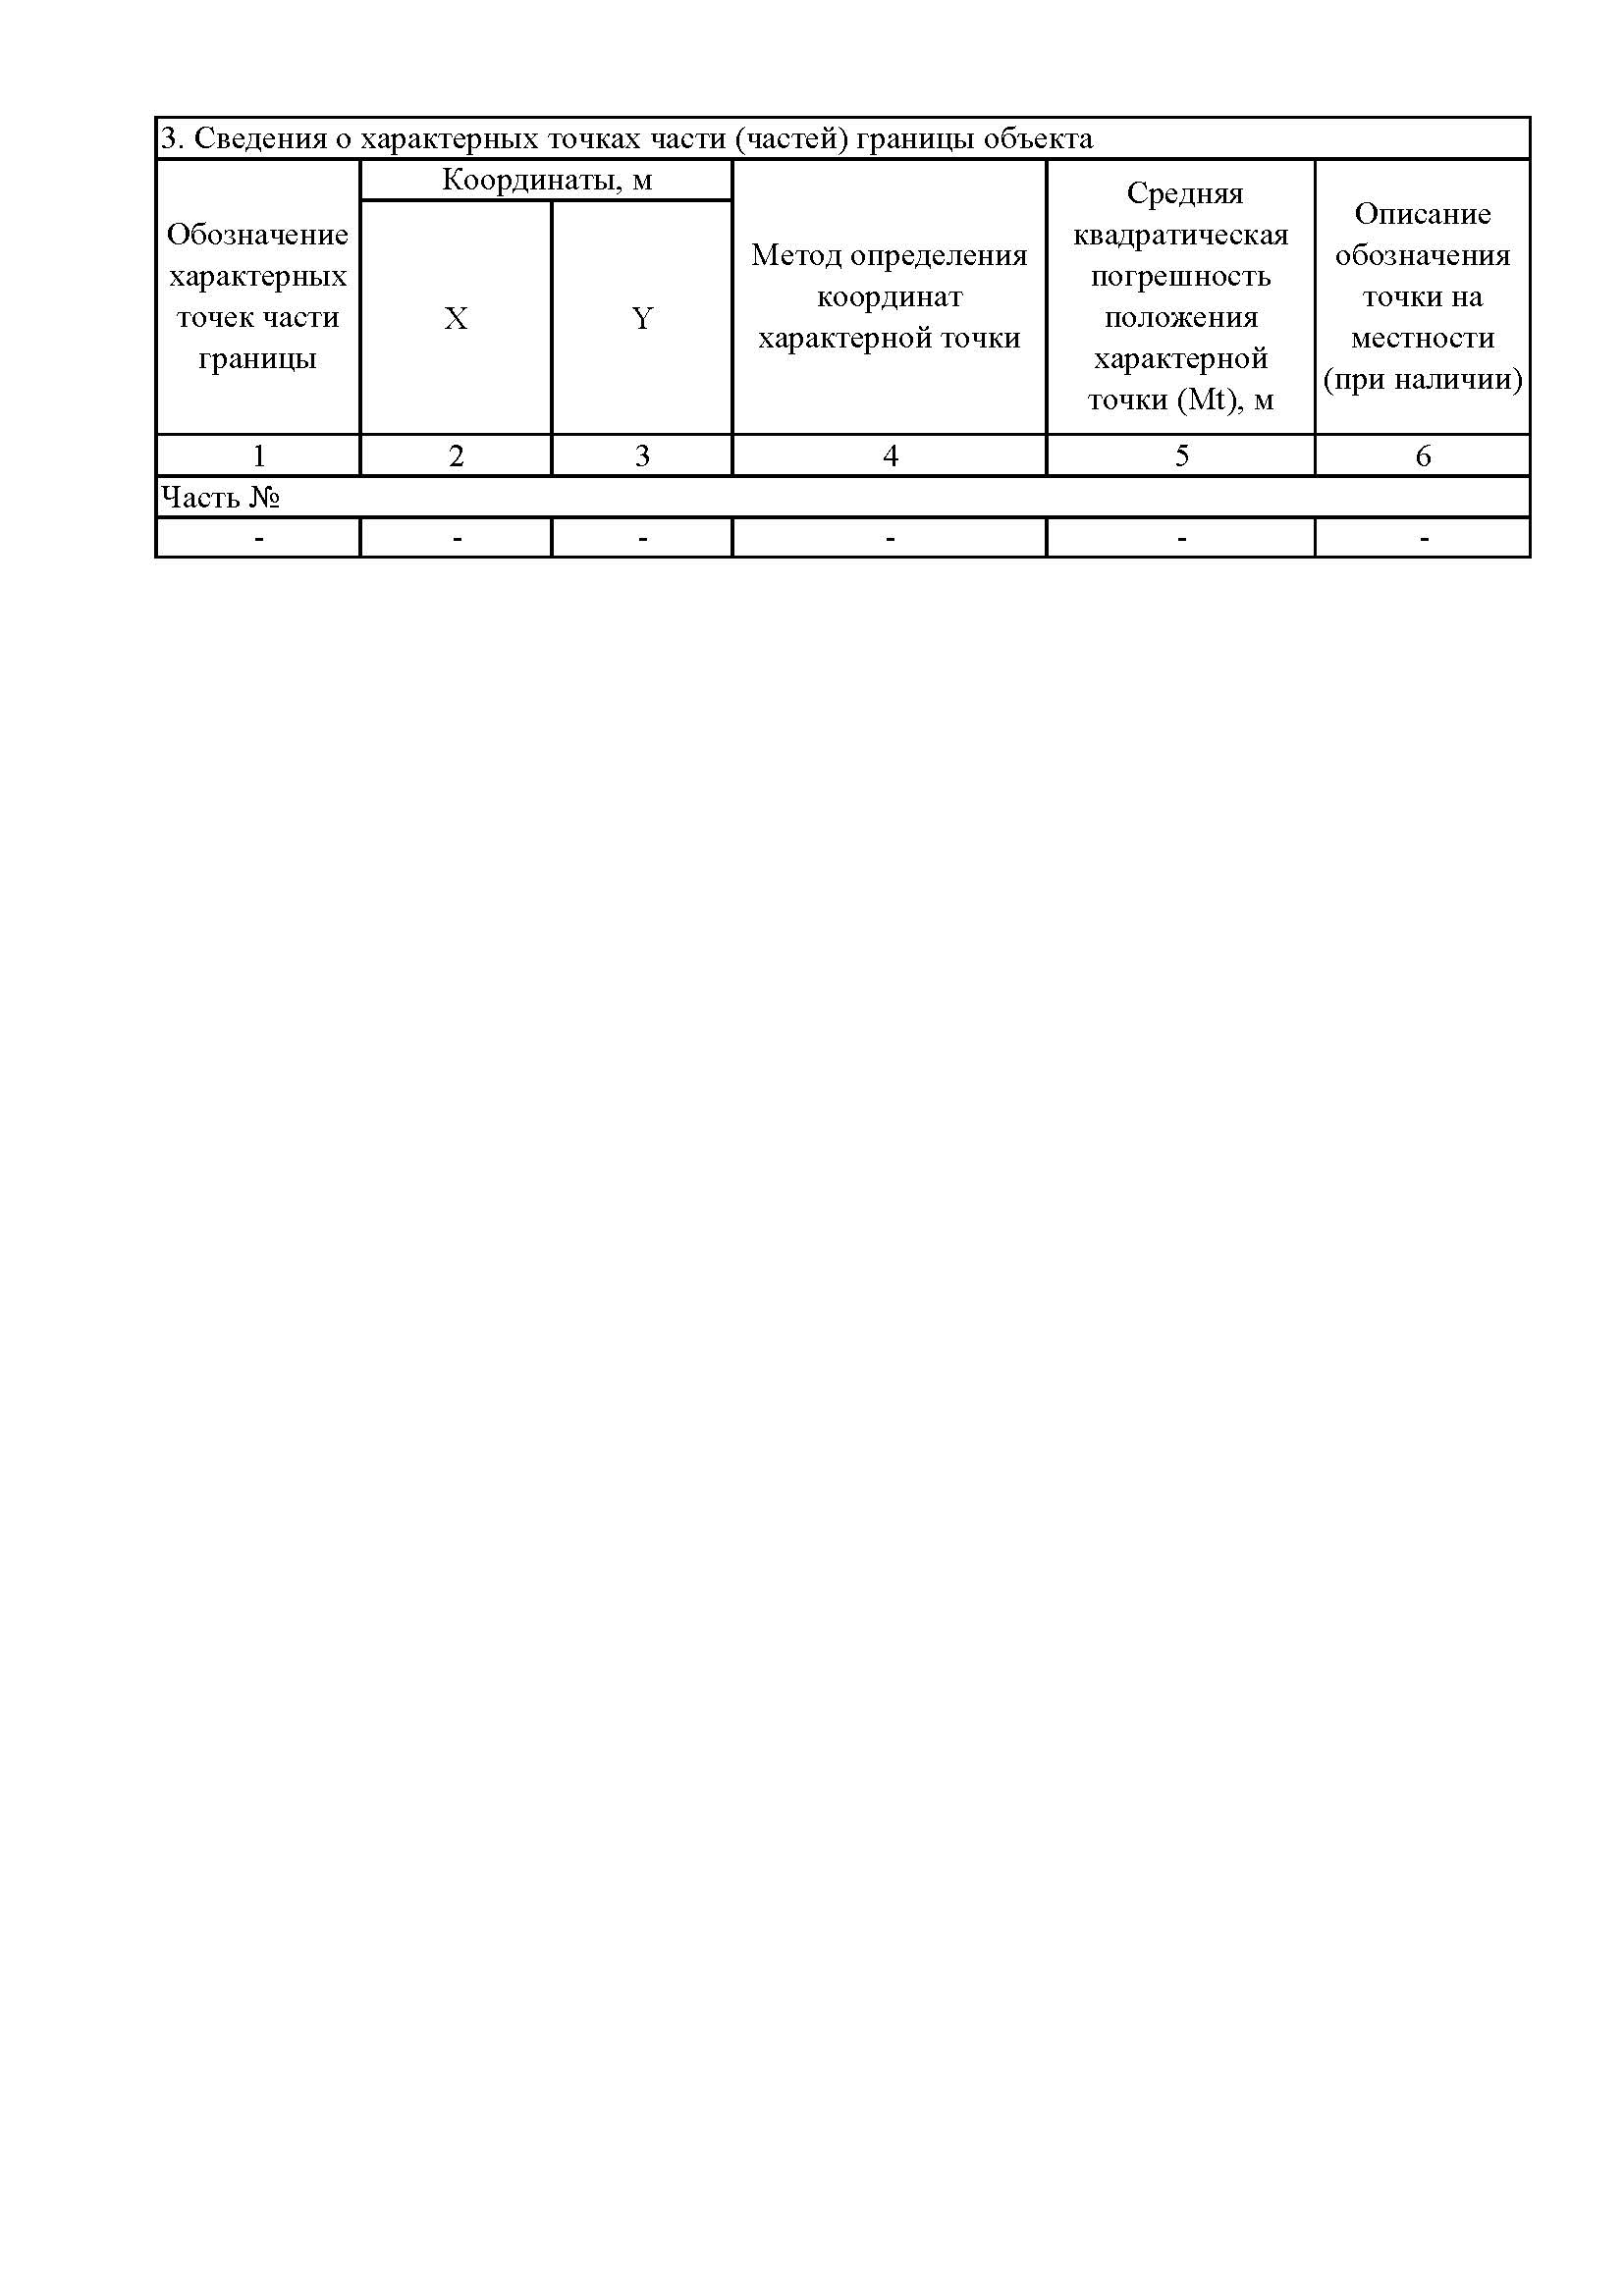 3. Сведения о характерных точках части (частей) границы объекта
Обозначение
характерных
точек части
границы
Координаты, м
X
Y
Метод определения
координат
характерной точки
Средняя
квадратическая
погрешность
положения
характерной
точки (Mt), м
Описание
обозначения
точки на
местности
(при наличии)
1 2 3 4 5 6
Часть №
- - - - - -